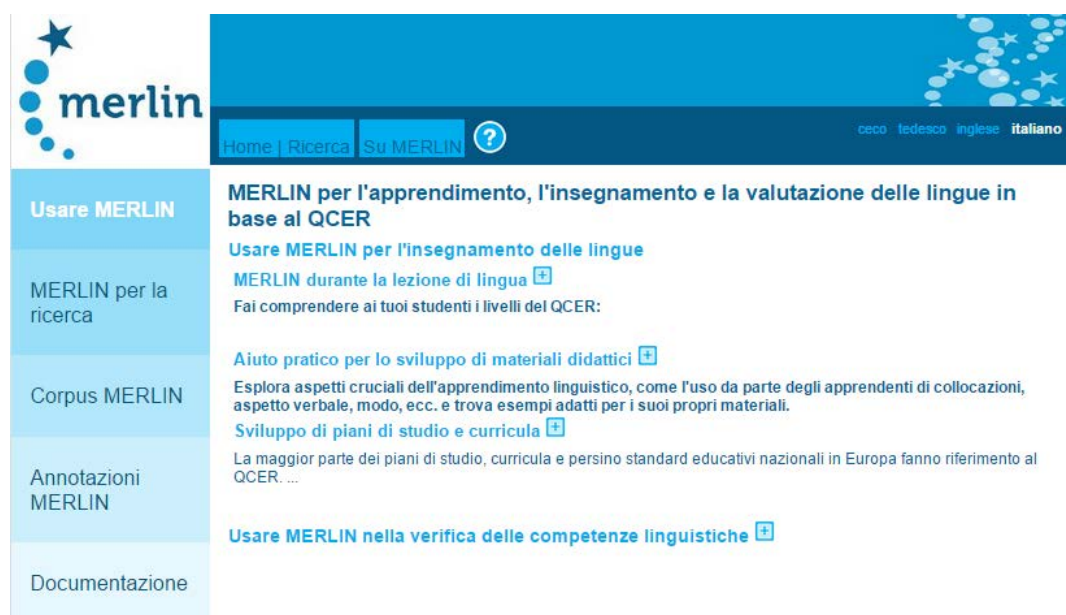 merlin
Home | Ricerca Su MERLIN ?
ceco tedesco inglese italiano
Usare MERLIN
MERLIN per la
ricerca
Corpus MERLIN
Annotazioni
MERLIN
Documentazione
MERLIN per l'apprendimento, l'insegnamento e la valutazione delle lingue in
base al QCER
Usare MERLIN per l'insegnamento delle lingue
MERLIN durante la lezione di lingua +
Fai comprendere ai tuoi studenti i livelli del QCER:
Aiuto pratico per lo sviluppo di materiali didattici +
Esplora aspetti cruciali dell'apprendimento linguistico, come l'uso da parte degli apprendenti di collocazioni,
aspetto verbale, modo, ecc. e trova esempi adatti per i suoi propri materiali.
Sviluppo di piani di studio e curricula +
La maggior parte dei piani di studio, curricula e persino standard educativi nazionali in Europa fanno riferimento al
QCER. ...
Usare MERLIN nella verifica delle competenze linguistiche +